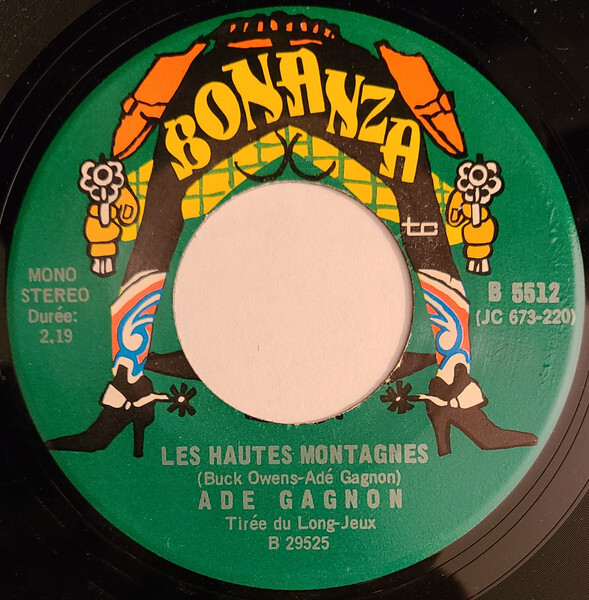 BONANZA
tc
MONO
STEREO
Durée:
2.19
B 5512
(JC 673-220)
LES HAUTES MONTAGNES
(Buck Owens-Adé Gagnon)
ADE GAGNON
Tirée du Long-Jeux
B 29525